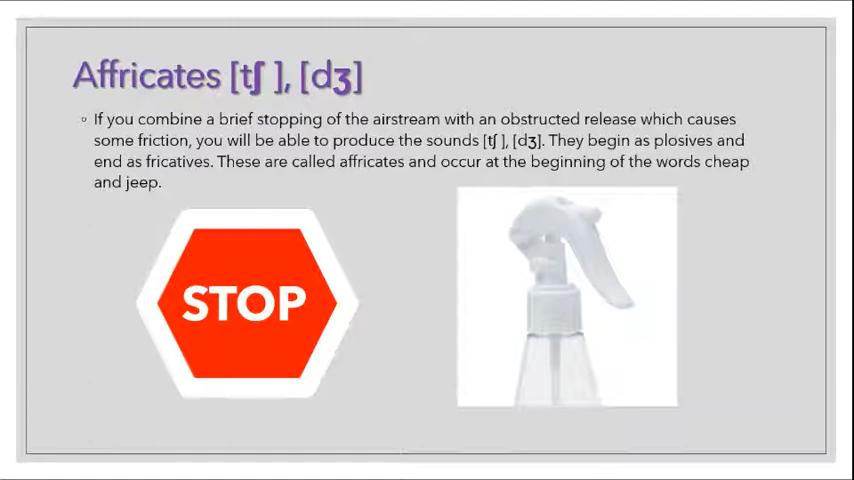 Affricates [tʃ ], [dʒ]
◦ If you combine a brief stopping of the airstream with an obstructed release which causes
some friction, you will be able to produce the sounds [tʃ ], [dʒ]. They begin as plosives and
end as fricatives. These are called affricates and occur at the beginning of the words cheap
and jeep.
STOP